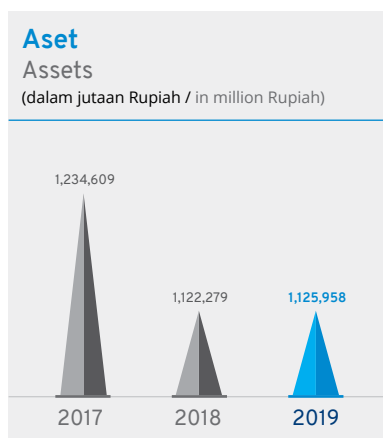 Aset
Assets
(dalam jutaan Rupiah / in million Rupiah)
1,234,609
1,122,279
1,125,958
2017
2018
2019